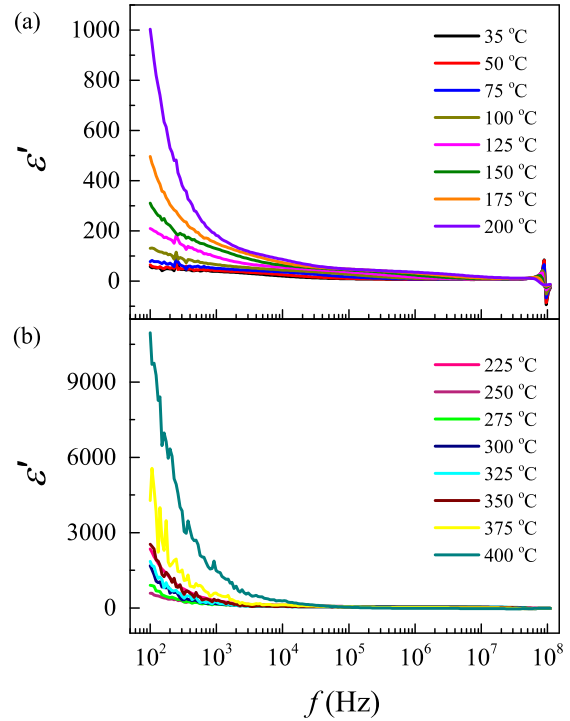 (a)
1000
800
600
400
200
0
ε'
35 °C
50 °C
75 °C
100 °C
125 °C
150 °C
175 °C
200 °C
(b)
9000
6000
3000
0
ε'
225 °C
250 °C
275 °C
300 °C
325 °C
350 °C
375 °C
400 °C
10² 10³ 10⁴ 10⁵ 10⁶ 10⁷ 10⁸
f (Hz)